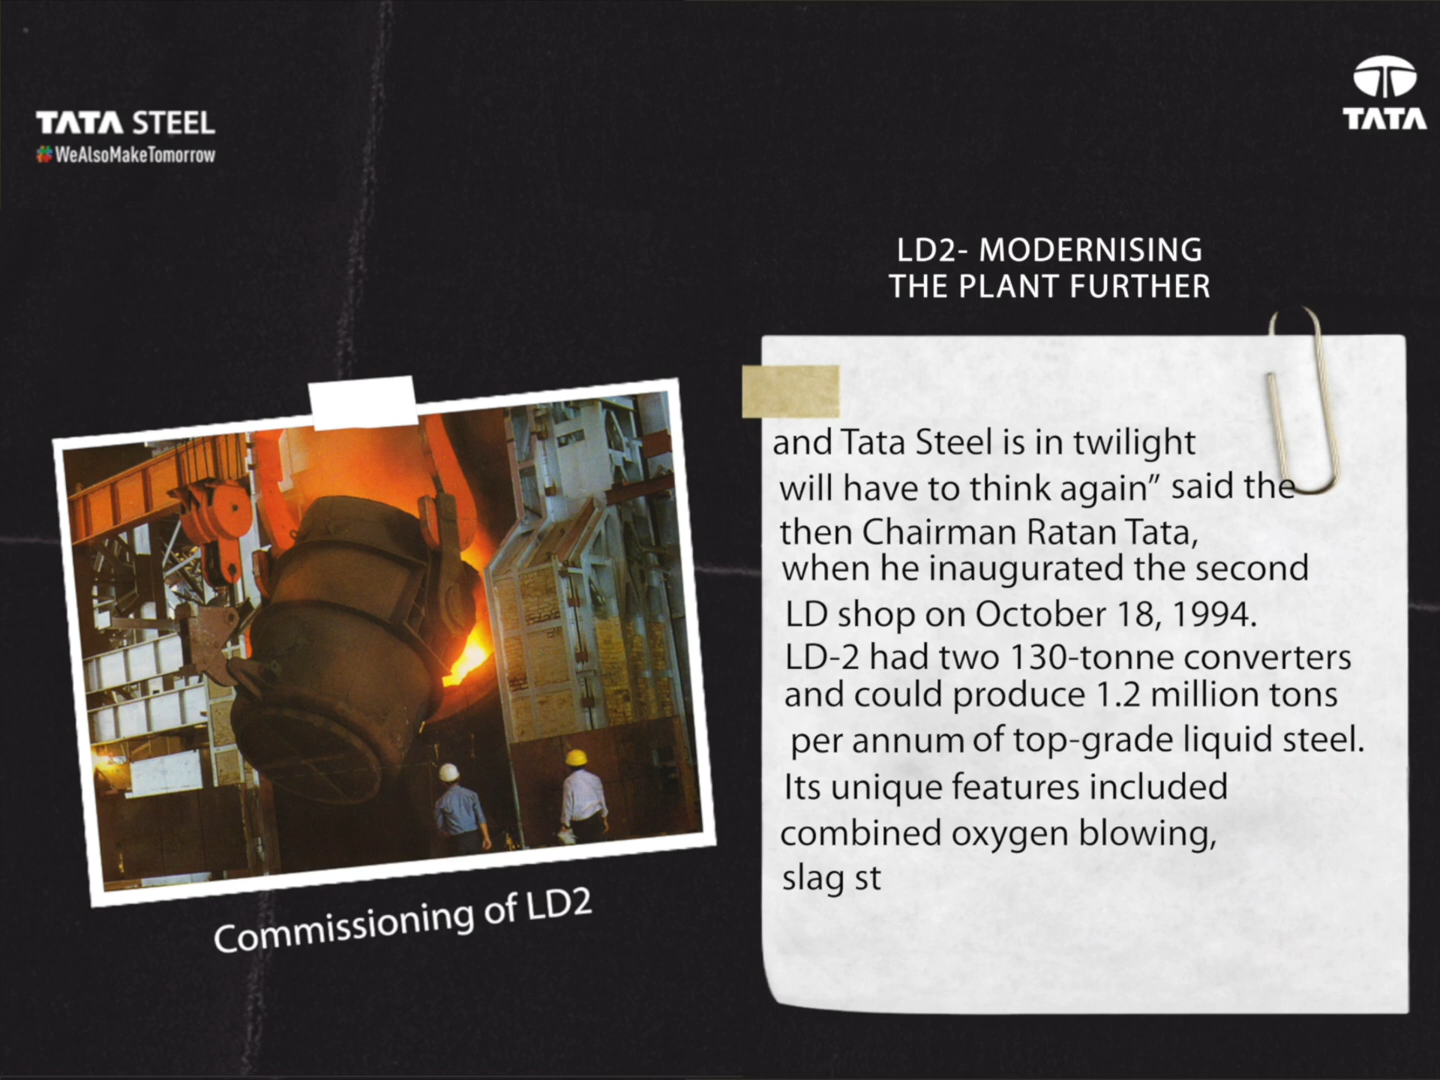 TATA STEEL
#WeAlsoMakeTomorrow
TATA
LD2- MODERNISING
THE PLANT FURTHER
and Tata Steel is in twilight
will have to think again” said the
then Chairman Ratan Tata,
when he inaugurated the second
LD shop on October 18, 1994.
LD-2 had two 130-tonne converters
and could produce 1.2 million tons
per annum of top-grade liquid steel.
Its unique features included
combined oxygen blowing,
slag st
Commissioning of LD2